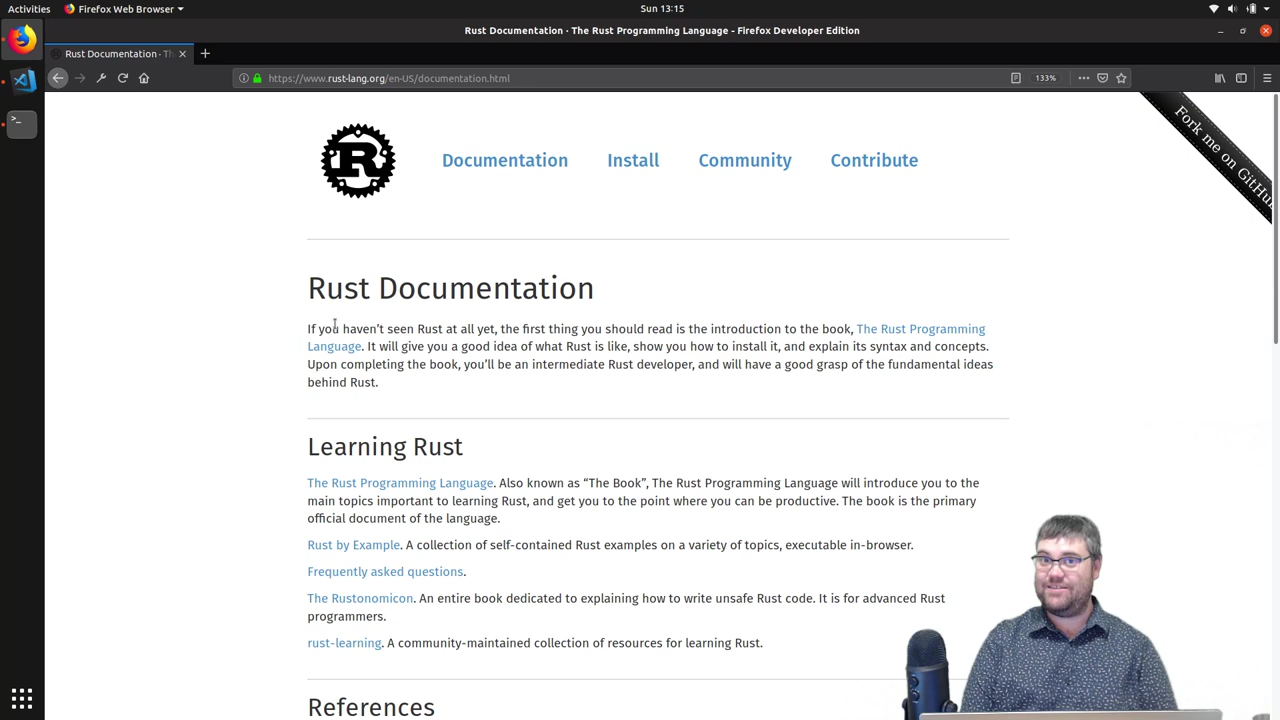 Activities
Firefox Web Browser
Sun 13:15
Rust Documentation · The Rust Programming Language - Firefox Developer Edition
Rust Documentation · Th
https://www.rust-lang.org/en-US/documentation.html
133%
R
Documentation
Install
Community
Contribute
Fork me on GitHu
Rust Documentation
If you haven’t seen Rust at all yet, the first thing you should read is the introduction to the book, The Rust Programming
Language. It will give you a good idea of what Rust is like, show you how to install it, and explain its syntax and concepts.
Upon completing the book, you’ll be an intermediate Rust developer, and will have a good grasp of the fundamental ideas
behind Rust.
Learning Rust
The Rust Programming Language. Also known as “The Book”, The Rust Programming Language will introduce you to the
main topics important to learning Rust, and get you to the point where you can be productive. The book is the primary
official document of the language.
Rust by Example. A collection of self-contained Rust examples on a variety of topics, executable in-browser.
Frequently asked questions.
The Rustonomicon. An entire book dedicated to explaining how to write unsafe Rust code. It is for advanced Rust
programmers.
rust-learning. A community-maintained collection of resources for learning Rust.
References